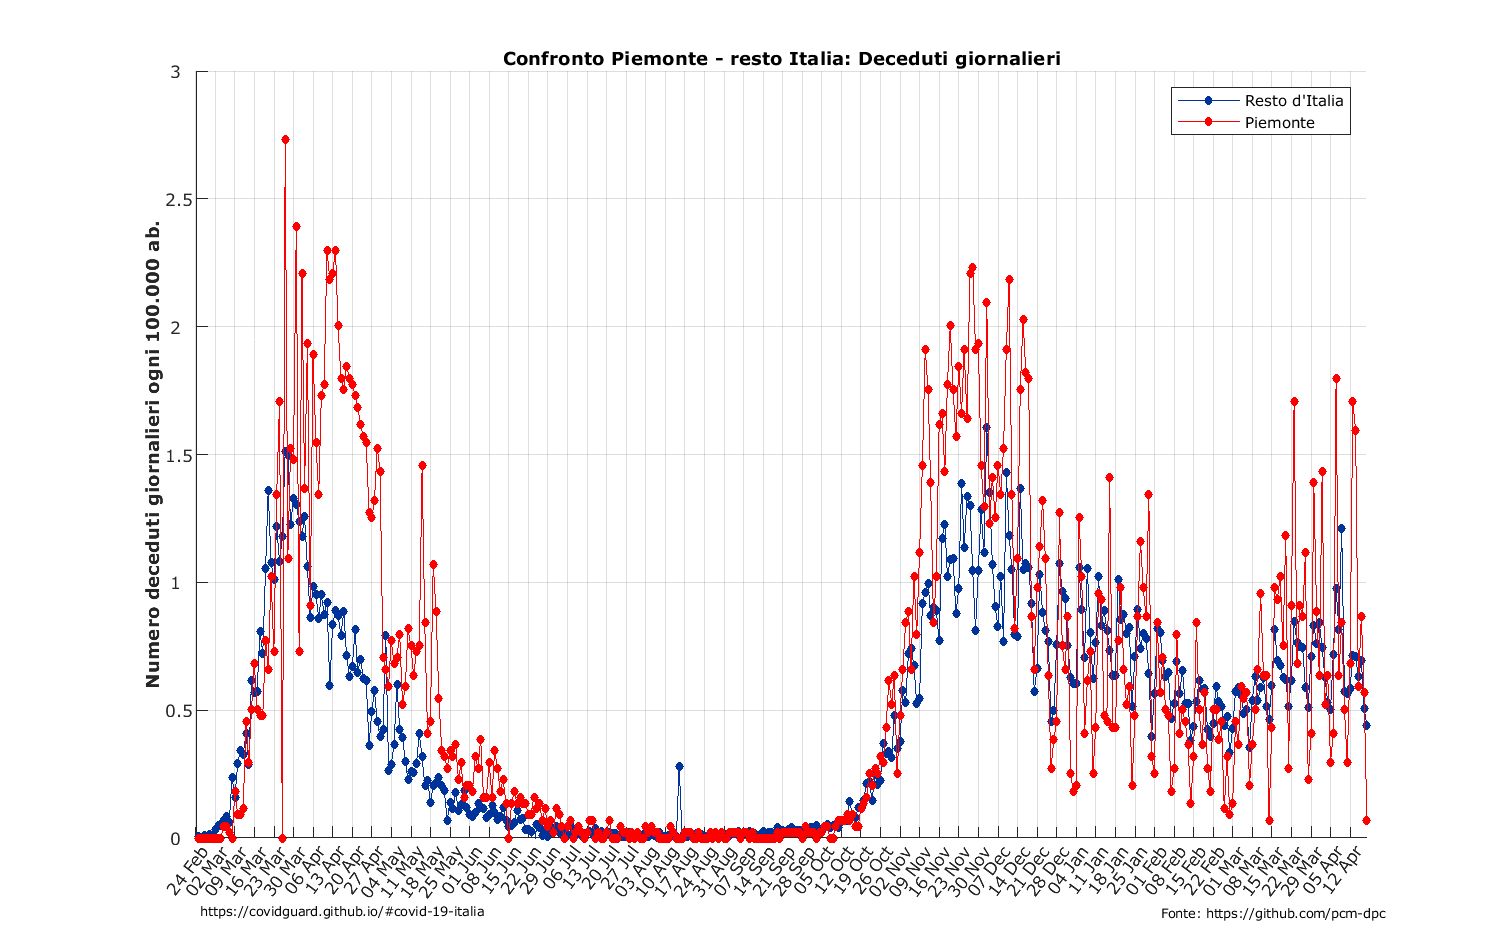 Confronto Piemonte - resto Italia: Deceduti giornalieri
Resto d'Italia
Piemonte
Numero deceduti giornalieri ogni 100.000 ab.
3
2.5
2
1.5
1
0.5
0
24 Feb
02 Mar
09 Mar
16 Mar
23 Mar
30 Mar
06 Apr
13 Apr
20 Apr
27 Apr
04 May
11 May
18 May
25 May
01 Jun
08 Jun
15 Jun
22 Jun
29 Jun
06 Jul
13 Jul
20 Jul
27 Jul
03 Aug
10 Aug
17 Aug
24 Aug
31 Aug
07 Sep
14 Sep
21 Sep
28 Sep
05 Oct
12 Oct
19 Oct
26 Oct
02 Nov
09 Nov
16 Nov
23 Nov
30 Nov
07 Dec
14 Dec
21 Dec
28 Dec
04 Jan
11 Jan
18 Jan
25 Jan
01 Feb
08 Feb
15 Feb
22 Feb
01 Mar
08 Mar
15 Mar
22 Mar
29 Mar
05 Apr
12 Apr
https://covidguard.github.io/#covid-19-italia
Fonte: https://github.com/pcm-dpc